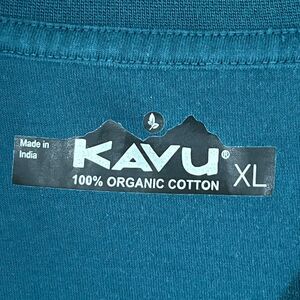 Made in
India
KAVU®
100% ORGANIC COTTON
XL